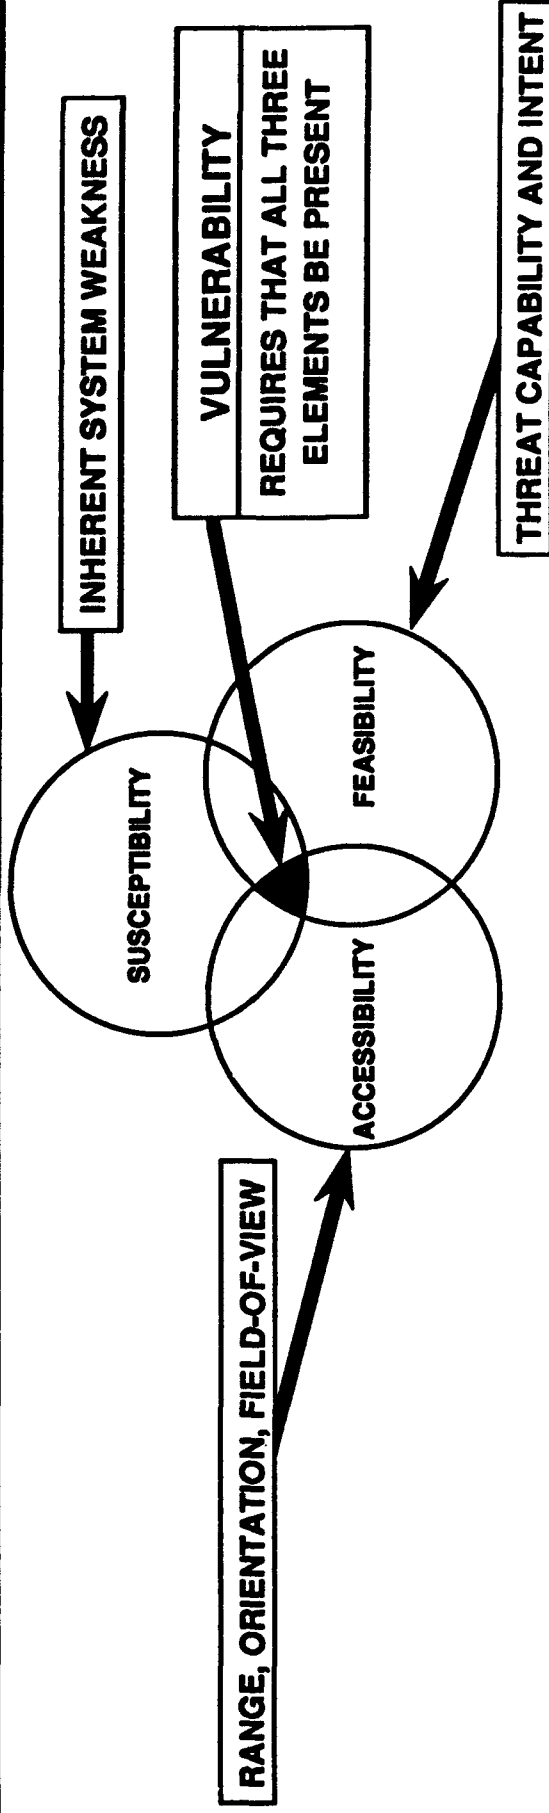 INHERENT SYSTEM WEAKNESS
SUSCEPTIBILITY
VULNERABILITY
REQUIRES THAT ALL THREE
ELEMENTS BE PRESENT
RANGE, ORIENTATION, FIELD-OF-VIEW
ACCESSIBILITY
FEASIBILITY
THREAT CAPABILITY AND INTENT